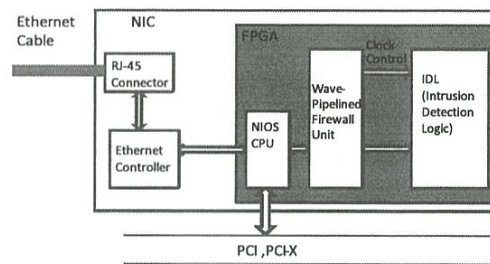 Ethernet
Cable
NIC
FPGA
RJ-45
Connector
Ethernet
Controller
NIOS
CPU
Wave-
Pipelined
Firewall
Unit
Clock
Control
IDL
(Intrusion
Detection
Logic)
PCI ,PCI-X